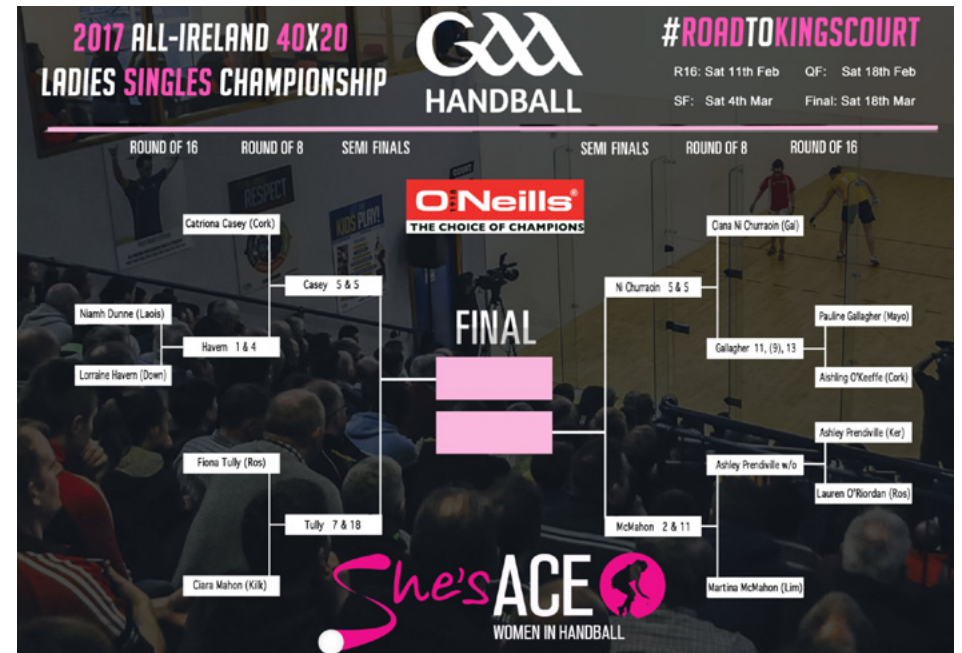 2017 ALL-IRELAND 40X20
LADIES SINGLES CHAMPIONSHIP
GAA
HANDBALL
#ROADTOKINGSCOURT
R16: Sat 11th Feb QF: Sat 18th Feb
SF: Sat 4th Mar Final: Sat 18th Mar
ROUND OF 16 ROUND OF 8 SEMI FINALS SEMI FINALS ROUND OF 8 ROUND OF 16
RESPECT
KIDS PLAY!
COURT
O'Neills®
1918
THE CHOICE OF CHAMPIONS
Catriona Casey (Cork)
Casey 5 & 5
Niamh Dunne (Laois)
Havern 1 & 4
Lorraine Havern (Down)
Fiona Tully (Ros)
Tully 7 & 18
Ciara Mahon (Kilk)
FINAL
Ciana Ni Churraoin (Gal)
Ni Churraoin 5 & 5
Pauline Gallagher (Mayo)
Gallagher 11, (9), 13
Aishling O'Keeffe (Cork)
Ashley Prendiville (Ker)
Ashley Prendiville w/o
Lauren O'Riordan (Ros)
McMahon 2 & 11
Martina McMahon (Lim)
She's ACE
WOMEN IN HANDBALL